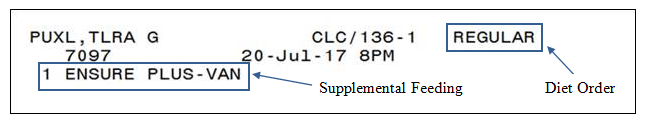 PUXL,TLRA G CLC/136-1 REGULAR
7097 20-Jul-17 8PM
1 ENSURE PLUS-VAN
Supplemental Feeding Diet Order